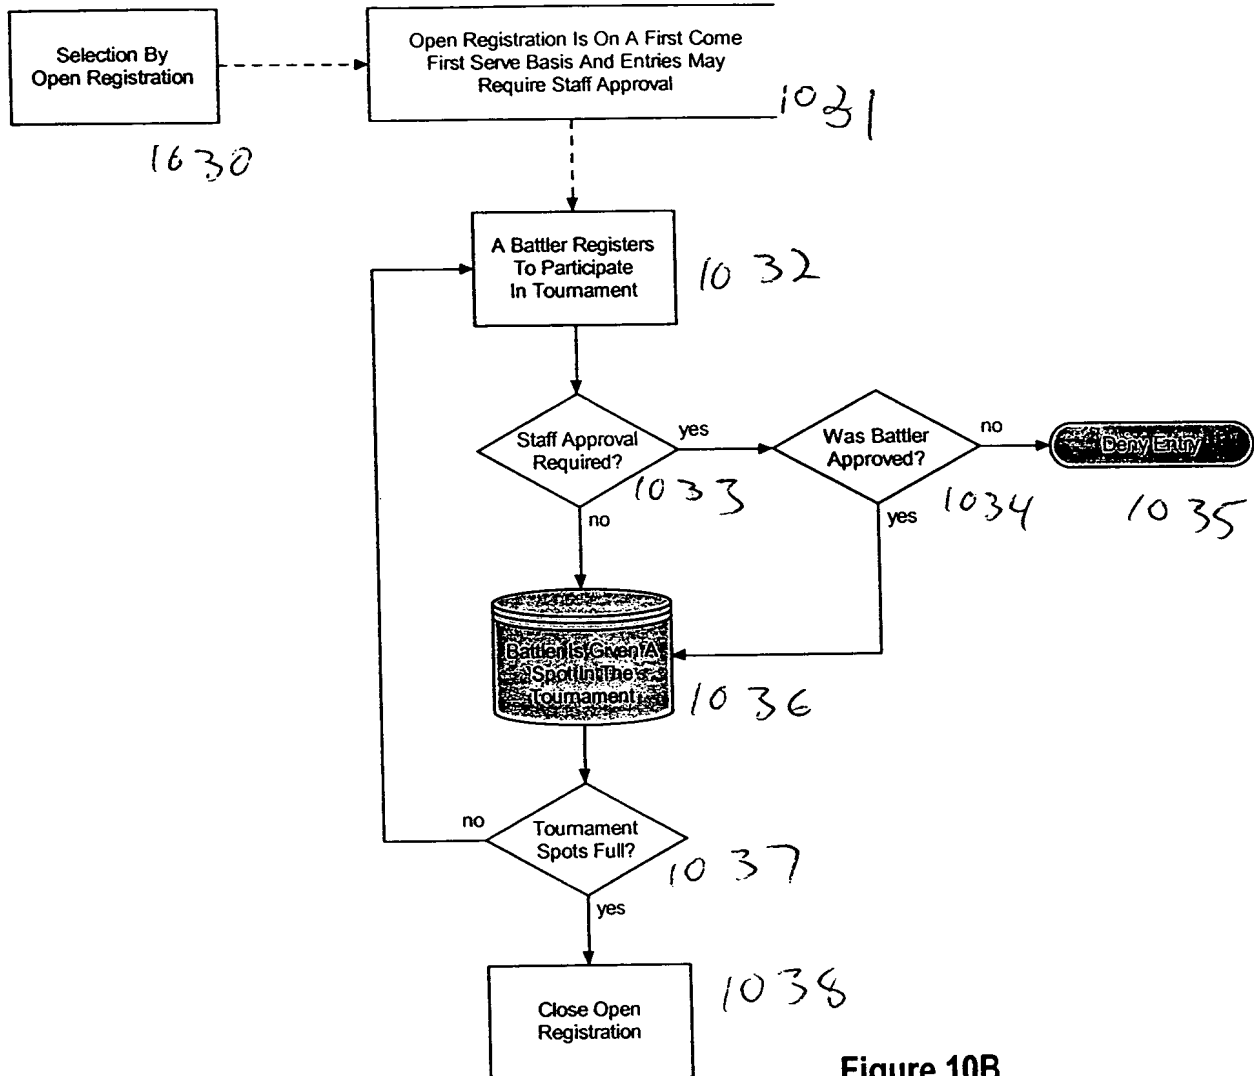 Selection By
Open Registration
1030
Open Registration Is On A First Come
First Serve Basis And Entries May
Require Staff Approval
1031
A Battler Registers
To Participate
In Tournament
1032
Staff Approval
Required?
1033
yes
no
Was Battler
Approved?
1034
no
yes
Deny Entry
1035
Battler Is Given A
Spot In The
Tournament
1036
Tournament
Spots Full?
1037
no
yes
Close Open
Registration
1038
Figure 10B